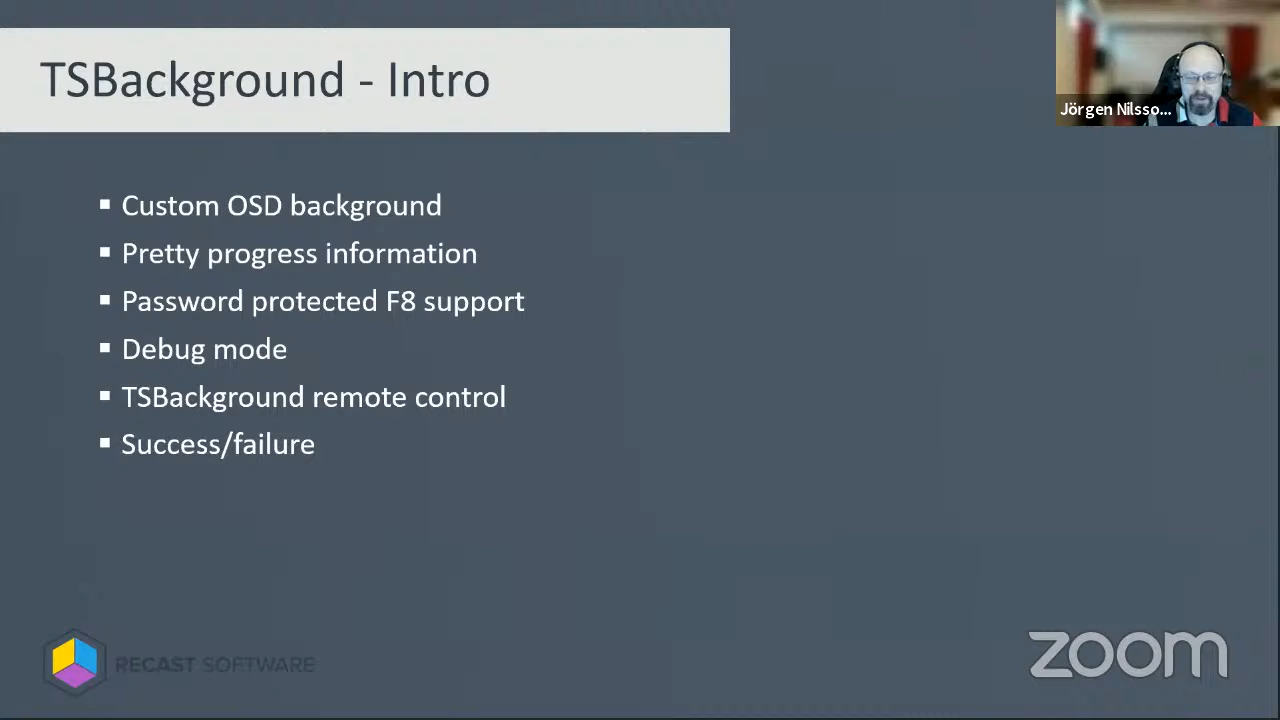 TSBackground - Intro
Jörgen Nilsso...
▪ Custom OSD background
▪ Pretty progress information
▪ Password protected F8 support
▪ Debug mode
▪ TSBackground remote control
▪ Success/failure
RECAST SOFTWARE
zoom